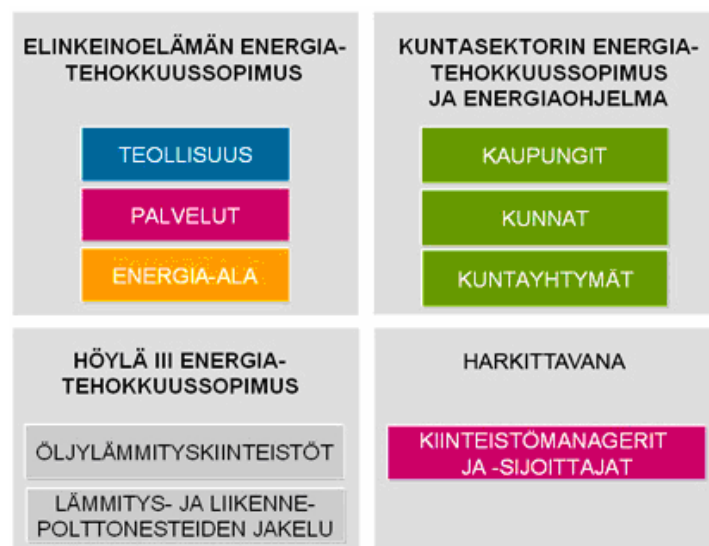 ELINKEINOELÄMÄN ENERGIA-
TEHOKKUUSSOPIMUS
TEOLLISUUS
PALVELUT
ENERGIA-ALA
KUNTASEKTORIN ENERGIA-
TEHOKKUUSSOPIMUS
JA ENERGIAOHJELMA
KAUPUNGIT
KUNNAT
KUNTAYHTYMÄT
HÖYLÄ III ENERGIA-
TEHOKKUUSSOPIMUS
ÖLJYLÄMMITYSKIINTEISTÖT
LÄMMITYS- JA LIIKENNE-
POLTTONESTEIDEN JAKELU
HARKITTAVANA
KIINTEISTÖMANAGERIT
JA -SIJOITTAJAT